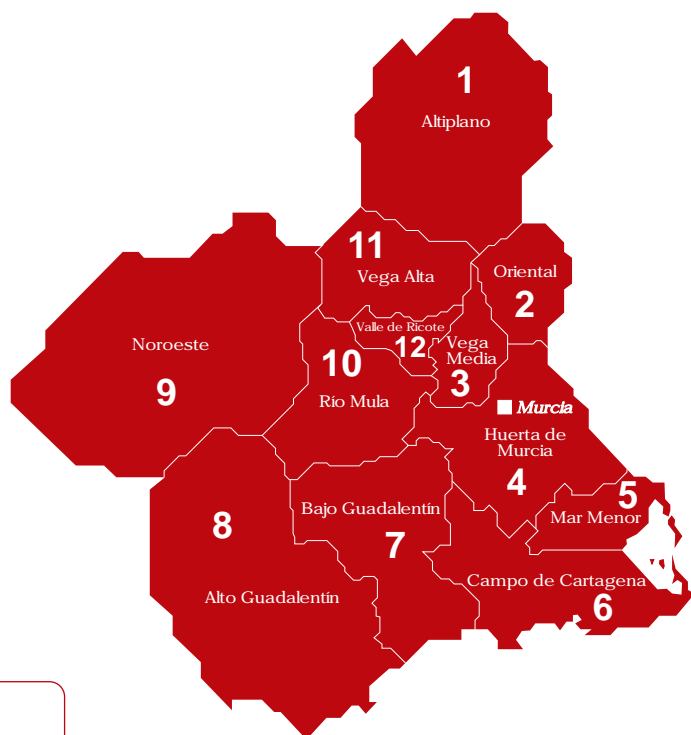 1
Altiplano
11
Vega Alta
Oriental
2
Valle de Ricote
12
Noroeste
9
10
Rio Mula
Vega
Media
3
Murcia
Huerta de
Murcia
4
5
Mar Menor
Bajo Guadalentín
7
8
Alto Guadalentín
Campo de Cartagena
6